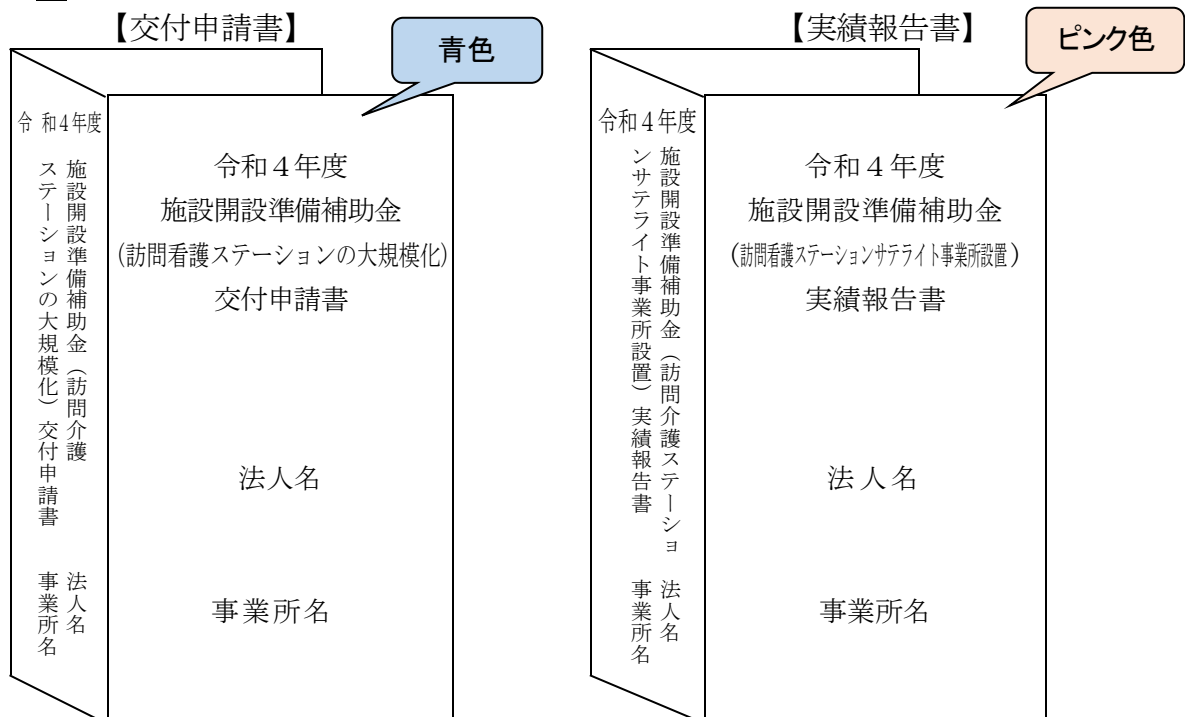 【交付申請書】
青色
令 和4年度
施設開設準備補助金（訪問介護
ステーションの大規模化）交付申請書
法人名
事業所名
令和４年度
施設開設準備補助金
(訪問看護ステーションの大規模化)
交付申請書
法人名
事業所名
【実績報告書】
ピンク色
令和４年度
施設開設準備補助金（訪問介護ステーショ
ンサテライト事業所設置）実績報告書
法人名
事業所名
令和４年度
施設開設準備補助金
（訪問看護ステーションサテライト事業所設置）
実績報告書
法人名
事業所名